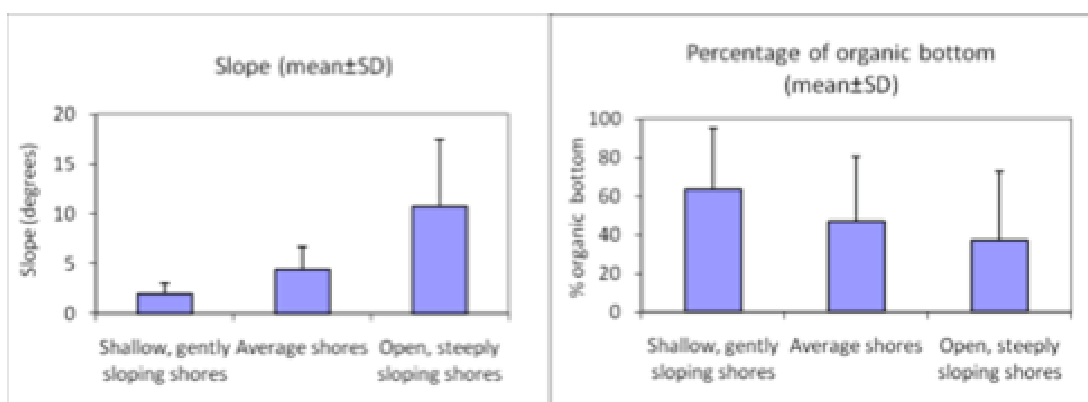 Slope (mean±SD)
Slope (degrees)
20
15
10
5
0
Shallow, gently
sloping shores
Average shores
Open, steeply
sloping shores
Percentage of organic bottom
(mean±SD)
% organic bottom
100
80
60
40
20
0
Shallow, gently
sloping shores
Average shores
Open, steeply
sloping shores